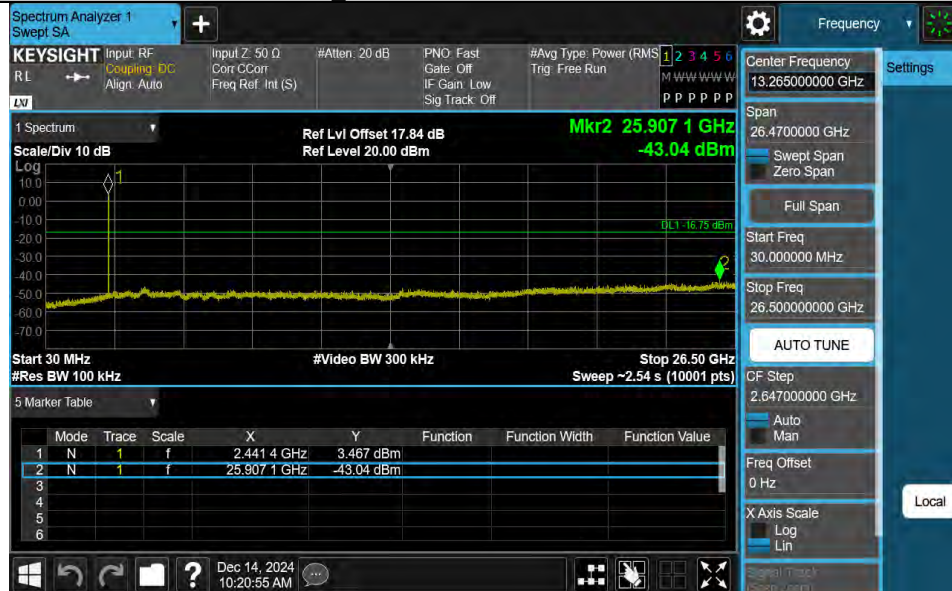 Spectrum Analyzer 1
Swept SA
+
Frequency
KEYSIGHT
RL
LXI
Input: RF
Coupling: DC
Align: Auto
Input Z: 50 Ω
Corr CCorr
Freq Ref: Int (S)
#Atten: 20 dB
PNO: Fast
Gate: Off
IF Gain: Low
Sig Track: Off
#Avg Type: Power (RMS
Trig: Free Run
1 2 3 4 5 6
M W W W W W
P P P P P P
1 Spectrum
Scale/Div 10 dB
Ref Lvl Offset 17.84 dB
Ref Level 20.00 dBm
Mkr2 25.907 1 GHz
-43.04 dBm
Log
10.0
0.00
-10.0
-20.0
-30.0
-40.0
-50.0
-60.0
-70.0
1
DL1 -16.75 dBm
2
Start 30 MHz
#Res BW 100 kHz
#Video BW 300 kHz
Stop 26.50 GHz
Sweep ~2.54 s (10001 pts)
5 Marker Table
Mode Trace Scale X Y Function Function Width Function Value
1 N 1 f 2.441 4 GHz 3.467 dBm
2 N 1 f 25.907 1 GHz -43.04 dBm
3
4
5
6
?
Dec 14, 2024
10:20:55 AM
Center Frequency
13.265000000 GHz
Span
26.4700000 GHz
Swept Span
Zero Span
Full Span
Start Freq
30.000000 MHz
Stop Freq
26.500000000 GHz
AUTO TUNE
CF Step
2.647000000 GHz
Auto
Man
Freq Offset
0 Hz
X Axis Scale
Log
Lin
Signal Track
Settings
Local